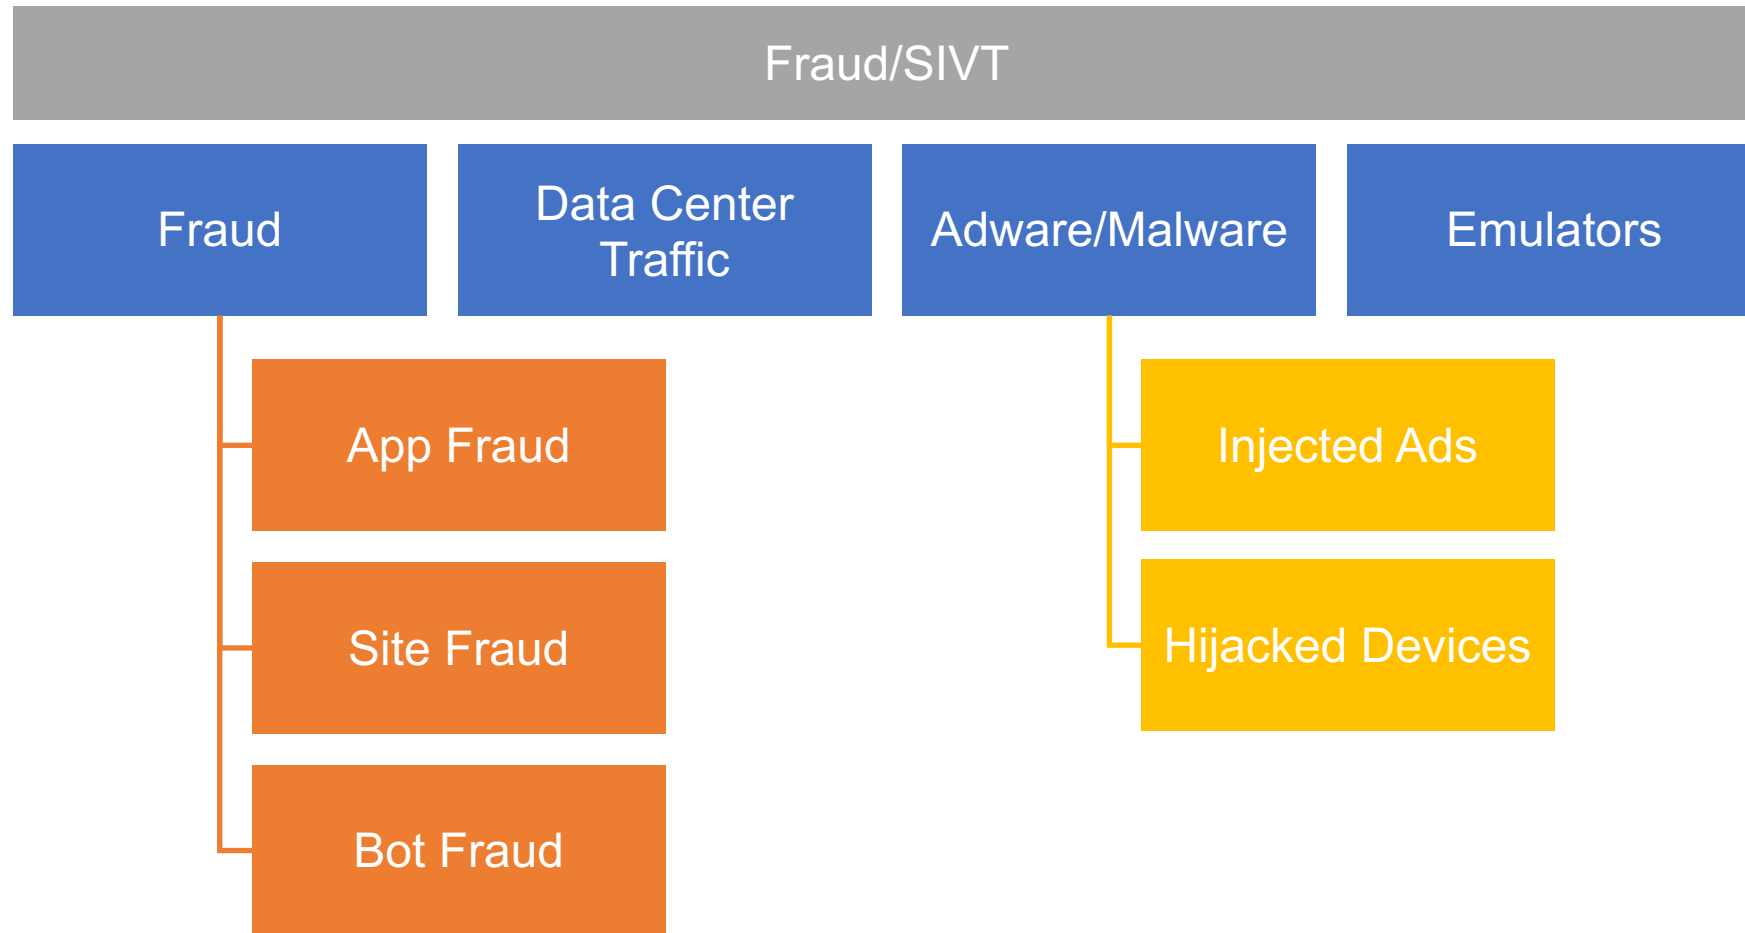 Fraud/SIVT
Fraud
Data Center
Traffic
Adware/Malware
Emulators
App Fraud
Injected Ads
Site Fraud
Hijacked Devices
Bot Fraud